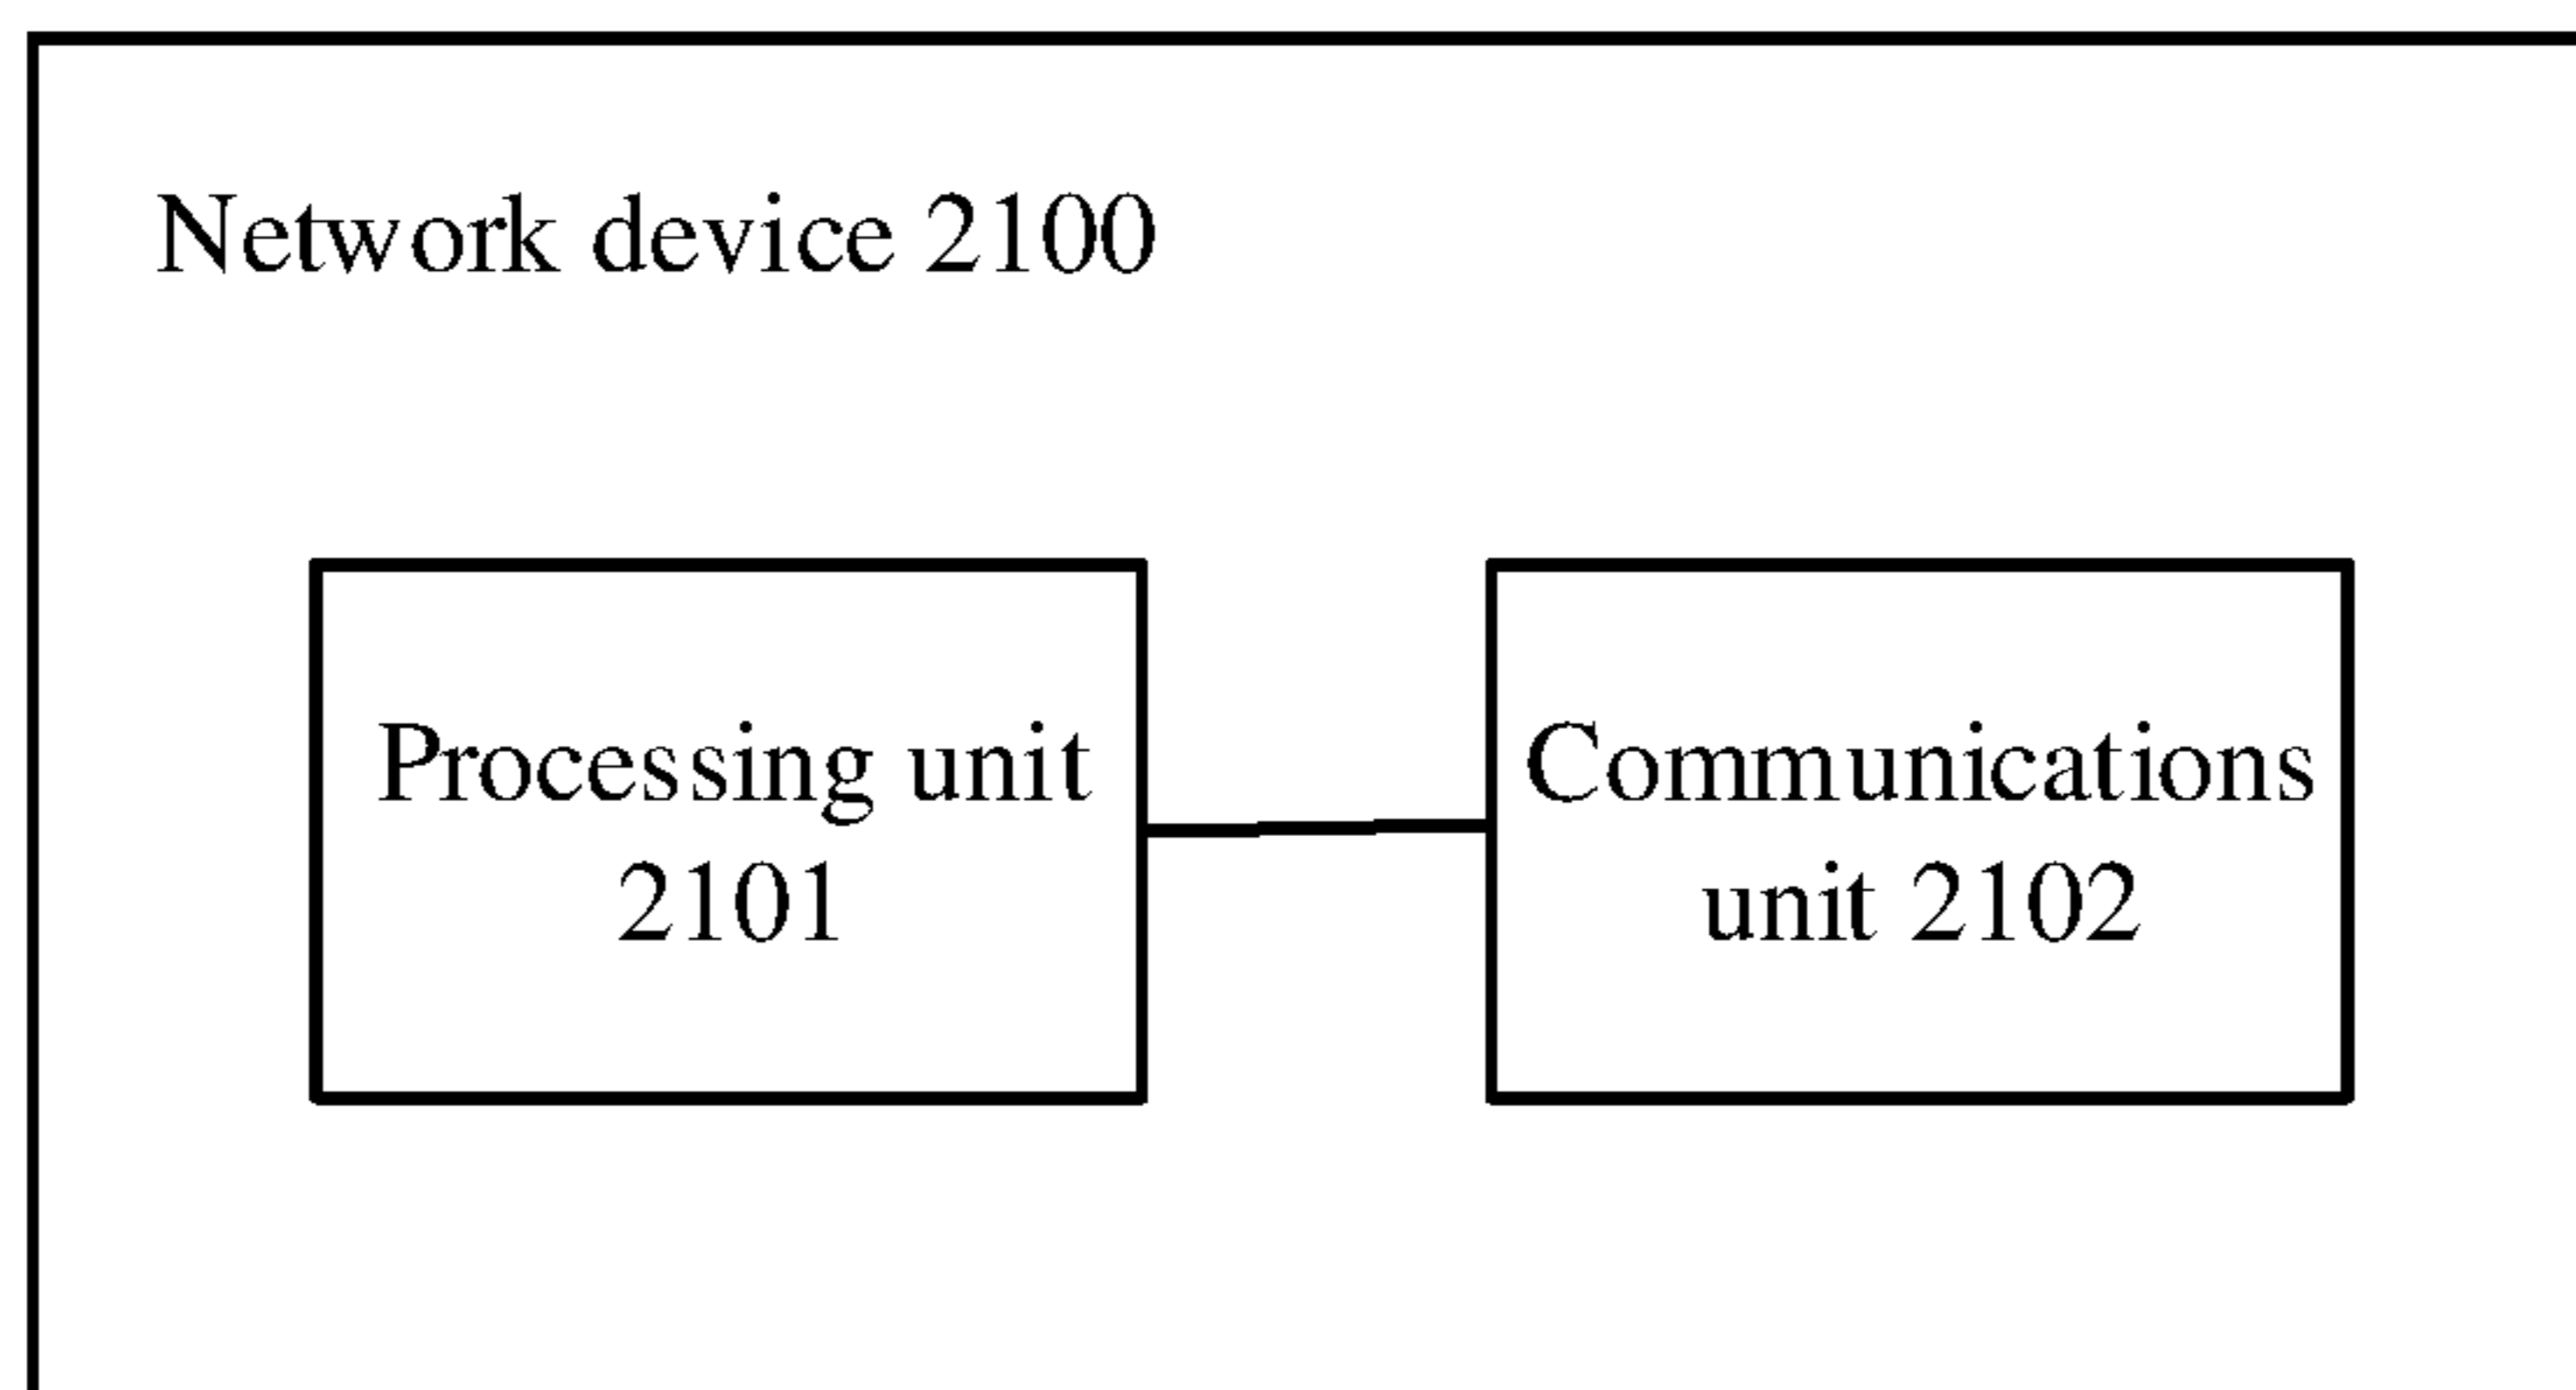 Network device 2100
Processing unit
2101
Communications
unit 2102